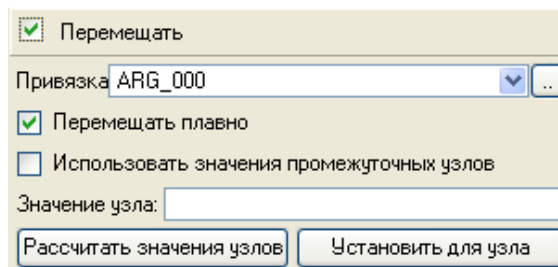 Перемещать
Привязка ARG_000 ..
Перемещать плавно
Использовать значения промежуточных узлов
Значение узла:
Рассчитать значения узлов Установить для узла